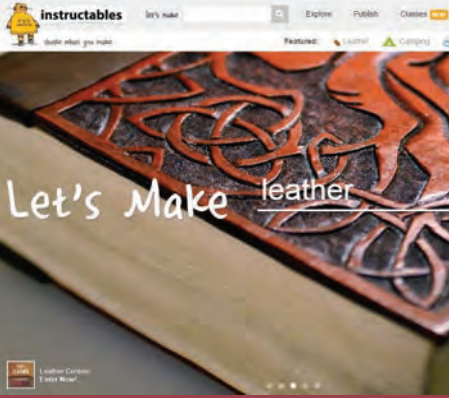 instructables
let's make
Explore
Publish
Classes NEW
share what you make
Featured:
Leather
Camping
Let's Make leather
Leather Contest
Enter Now!